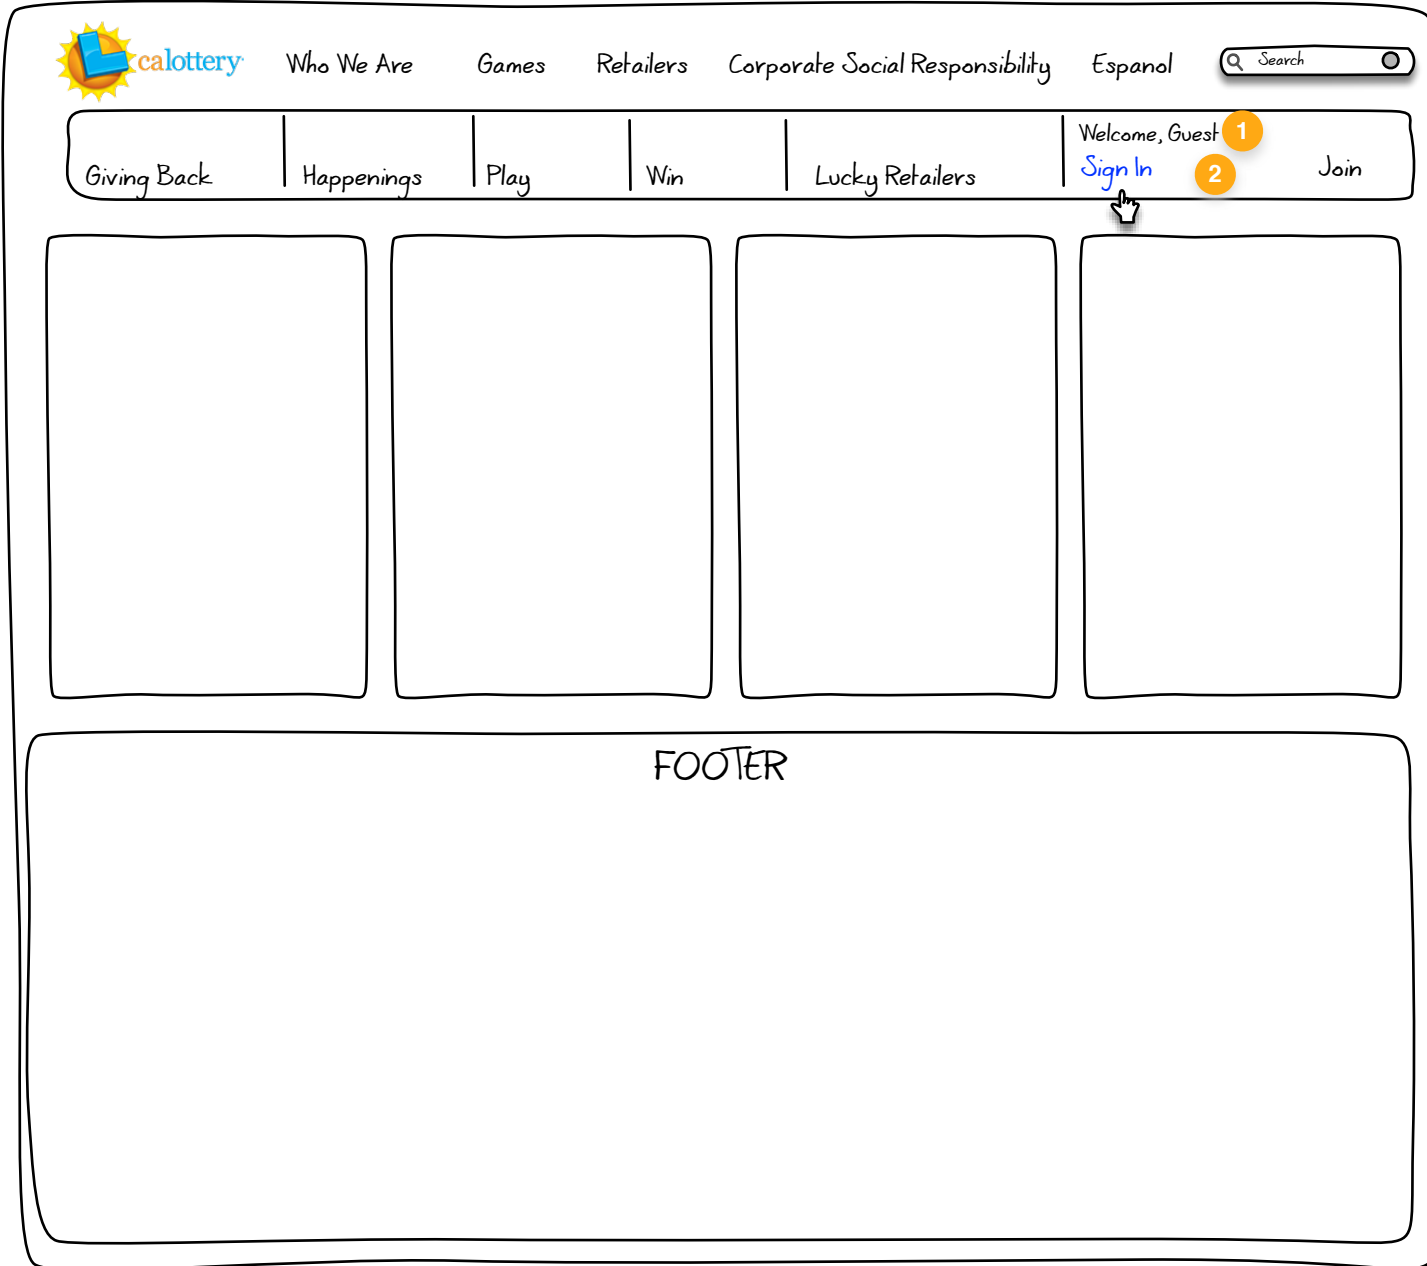 calottery
Who We Are Games Retailers Corporate Social Responsibility Espanol Search
Welcome, Guest 1
Giving Back Happenings Play Win Lucky Retailers Sign In 2 Join
FOOTER